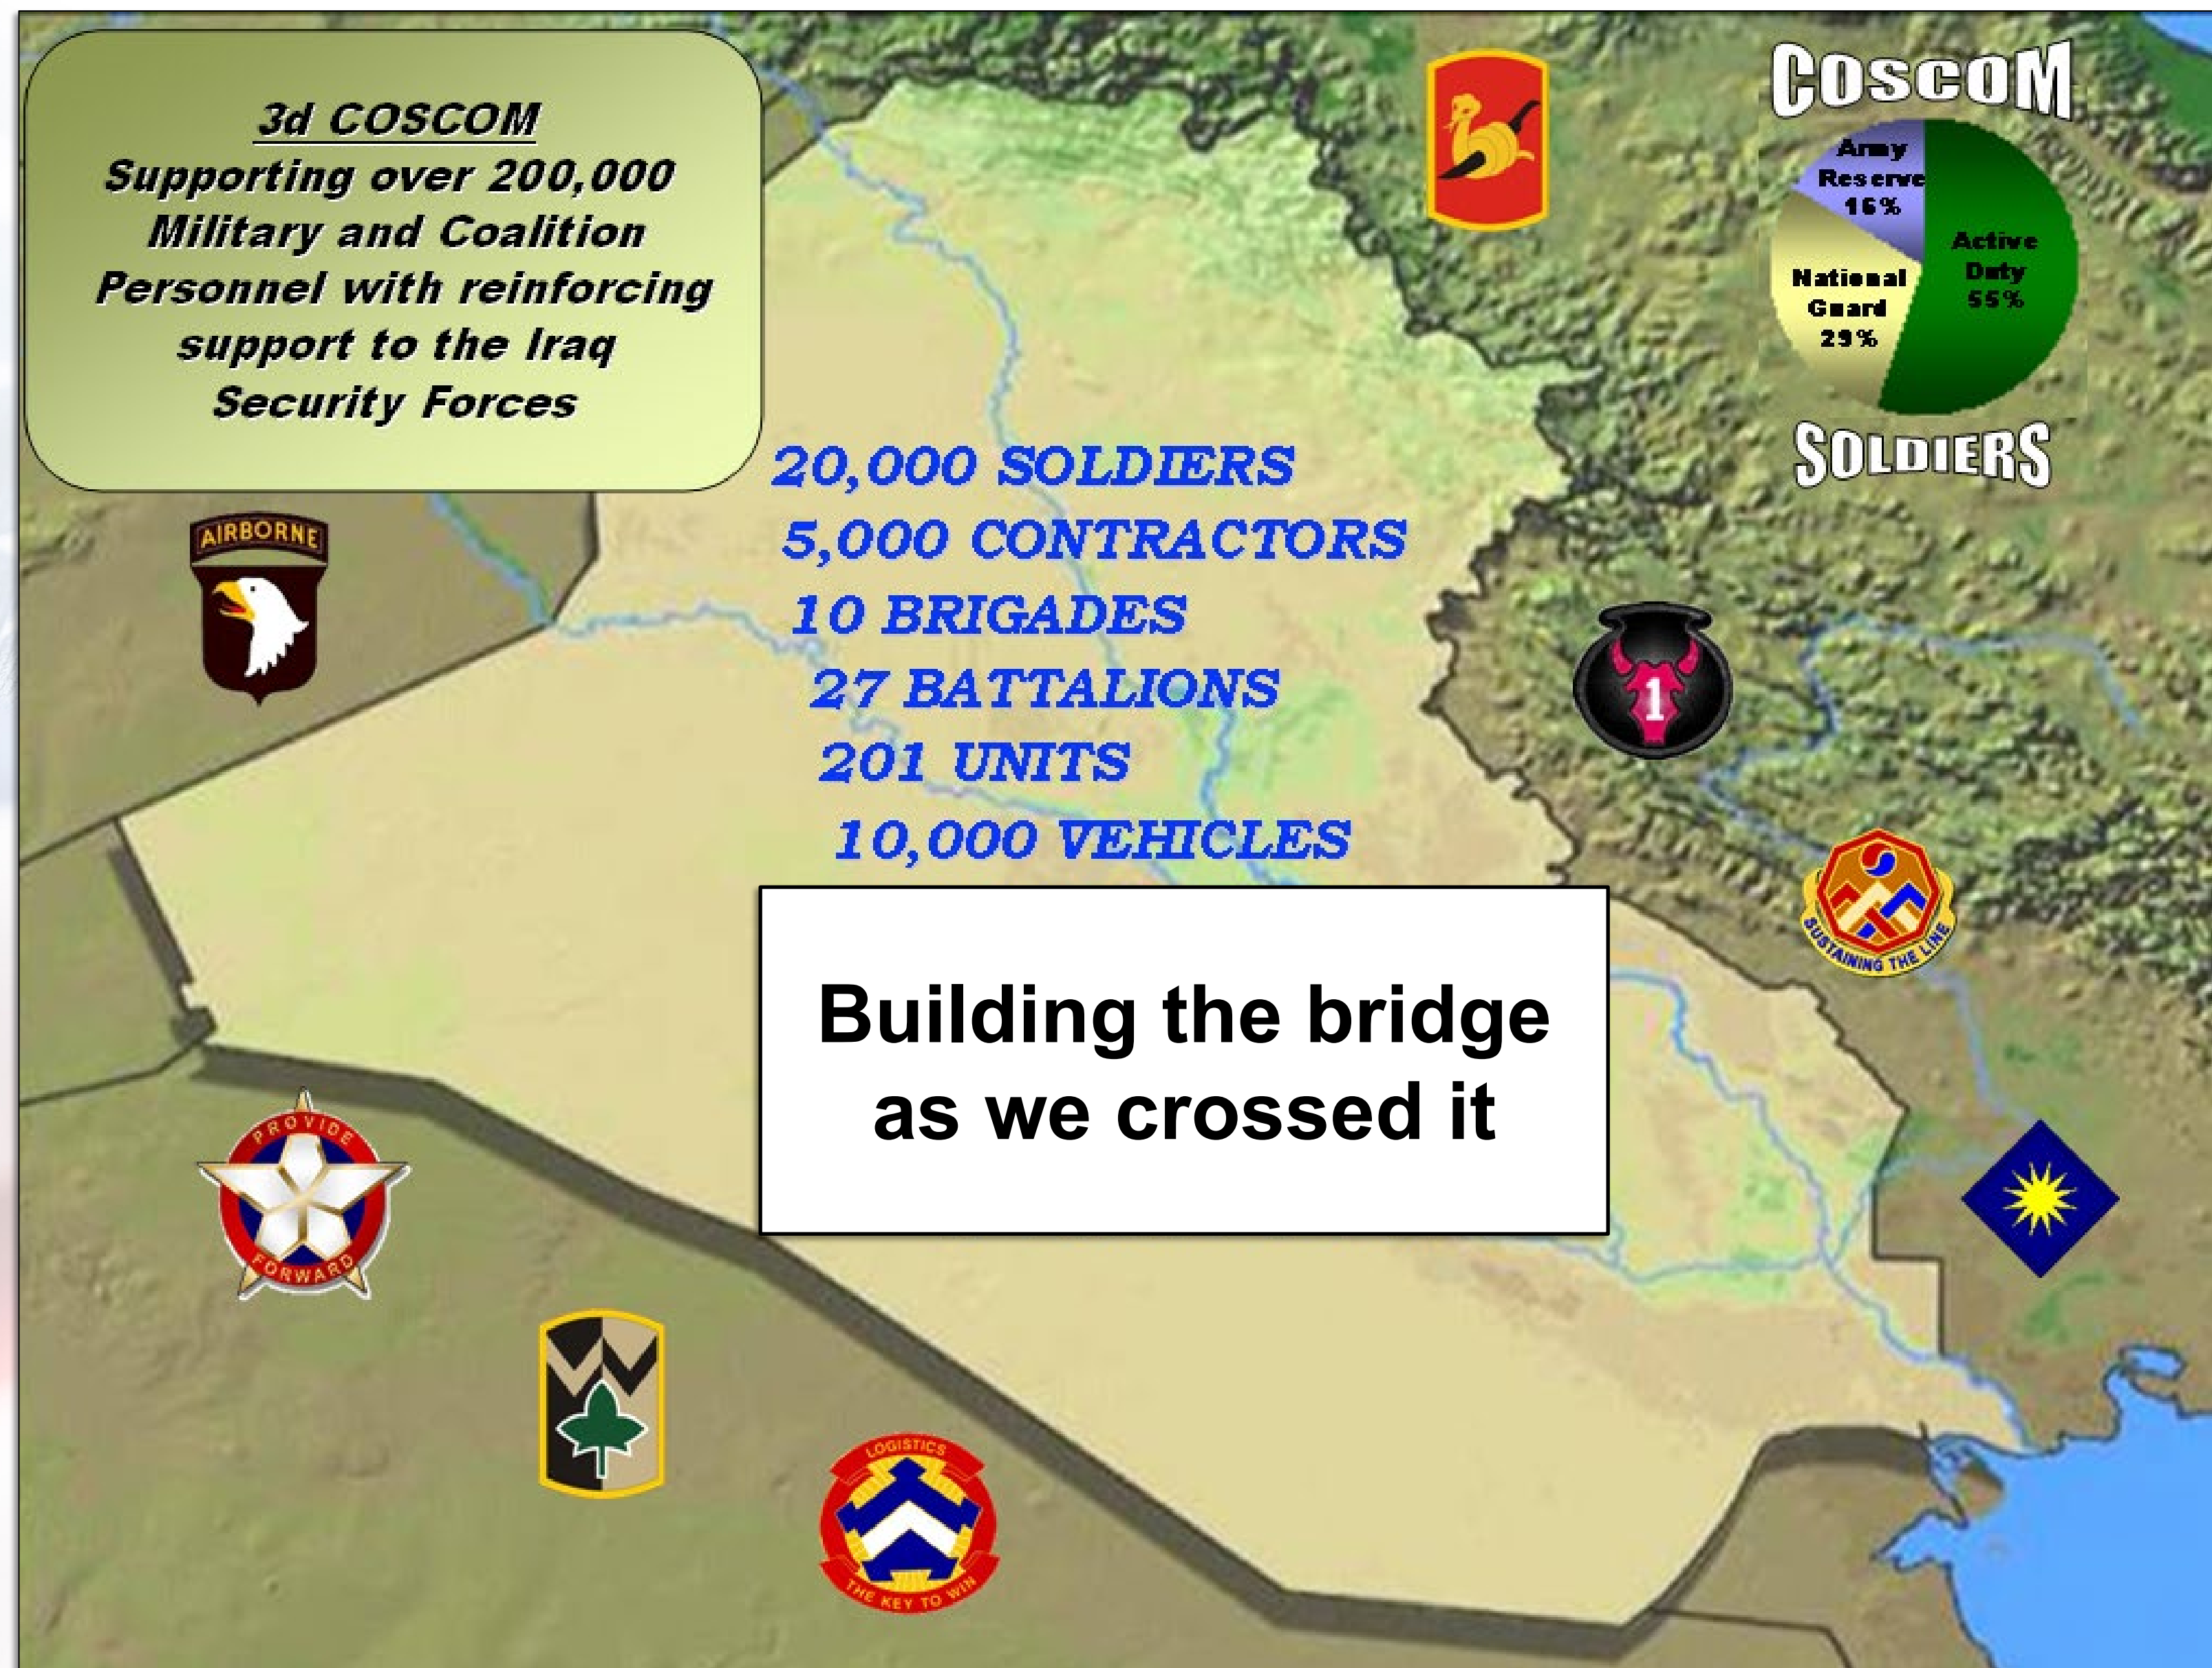 3d COSCOM
Supporting over 200,000
Military and Coalition
Personnel with reinforcing
support to the Iraq
Security Forces
COSCOM
Army
Reserve
16%
Active
Duty
55%
National
Guard
29%
SOLDIERS
20,000 SOLDIERS
5,000 CONTRACTORS
10 BRIGADES
27 BATTALIONS
201 UNITS
10,000 VEHICLES
AIRBORNE
1
SUSTAINING THE LINE
Building the bridge
as we crossed it
PROVIDE
FORWARD
LOGISTICS
THE KEY TO WIN